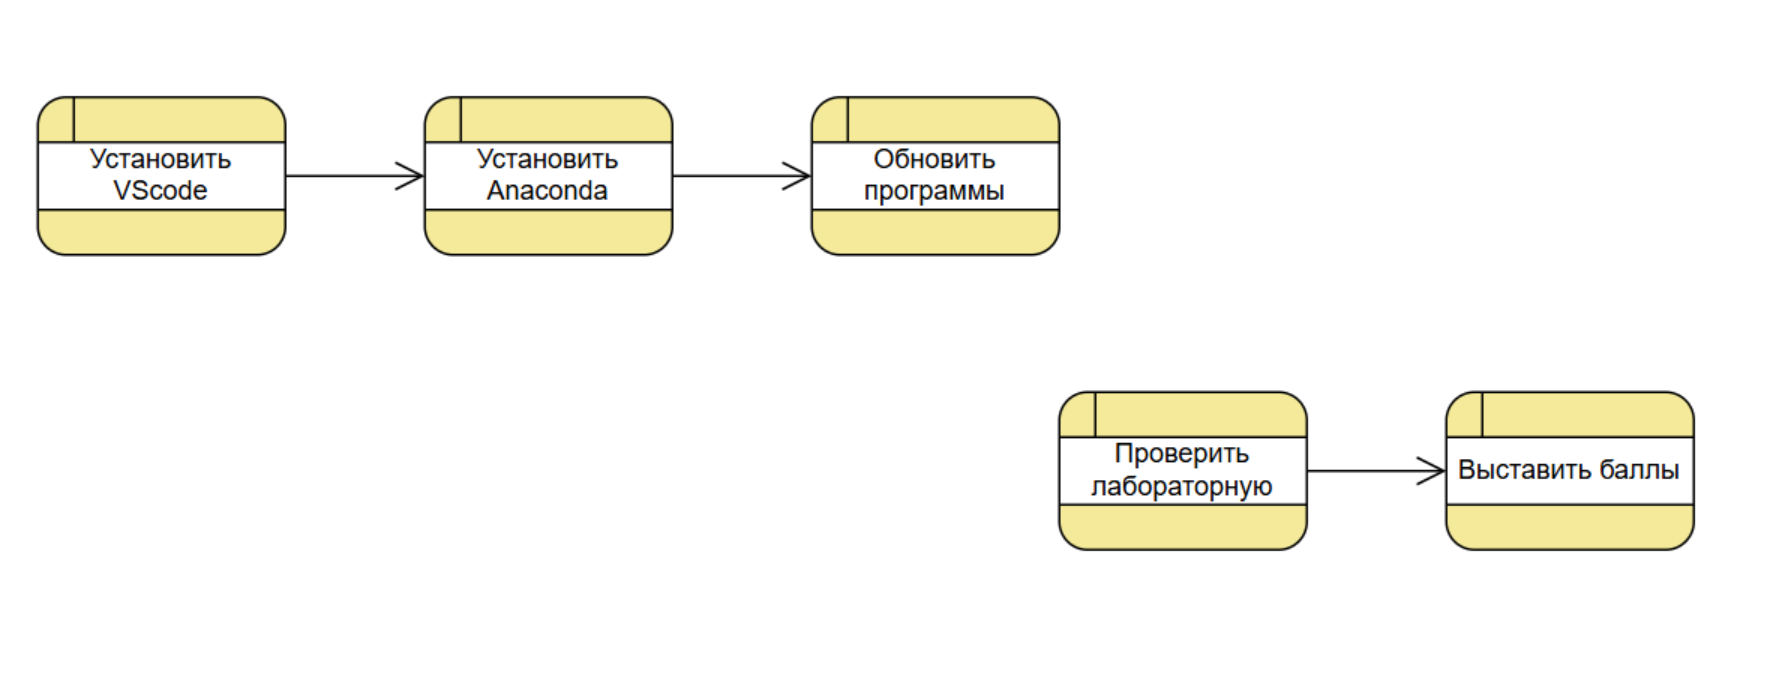 Установить
VScode
Установить
Anaconda
Обновить
программы
Проверить
лабораторную
Выставить баллы